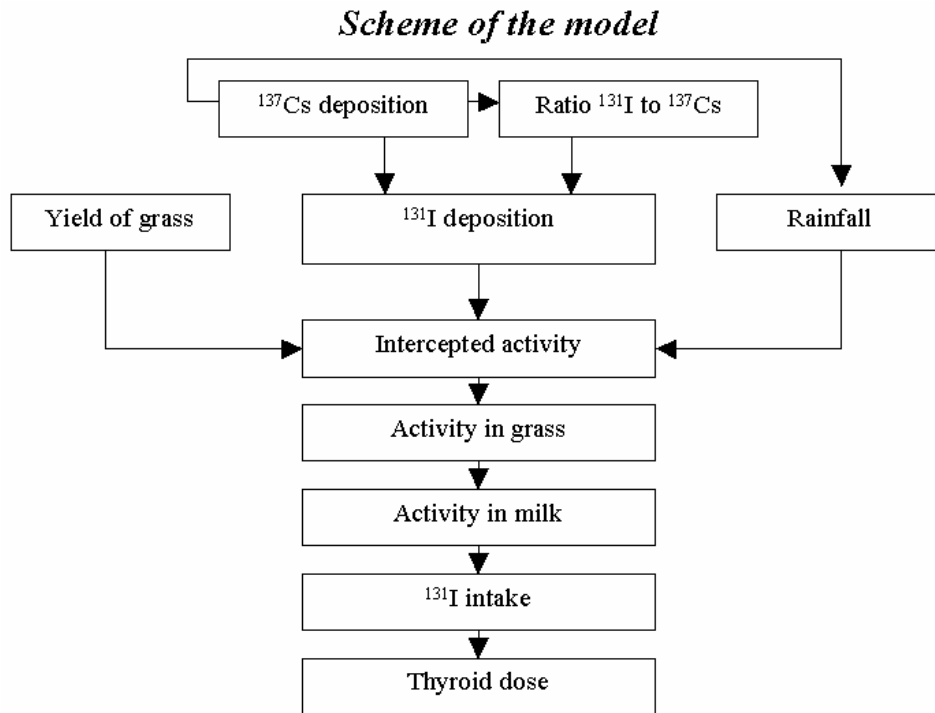 Scheme of the model
¹³⁷Cs deposition
Ratio ¹³¹I to ¹³⁷Cs
Yield of grass
¹³¹I deposition
Rainfall
Intercepted activity
Activity in grass
Activity in milk
¹³¹I intake
Thyroid dose